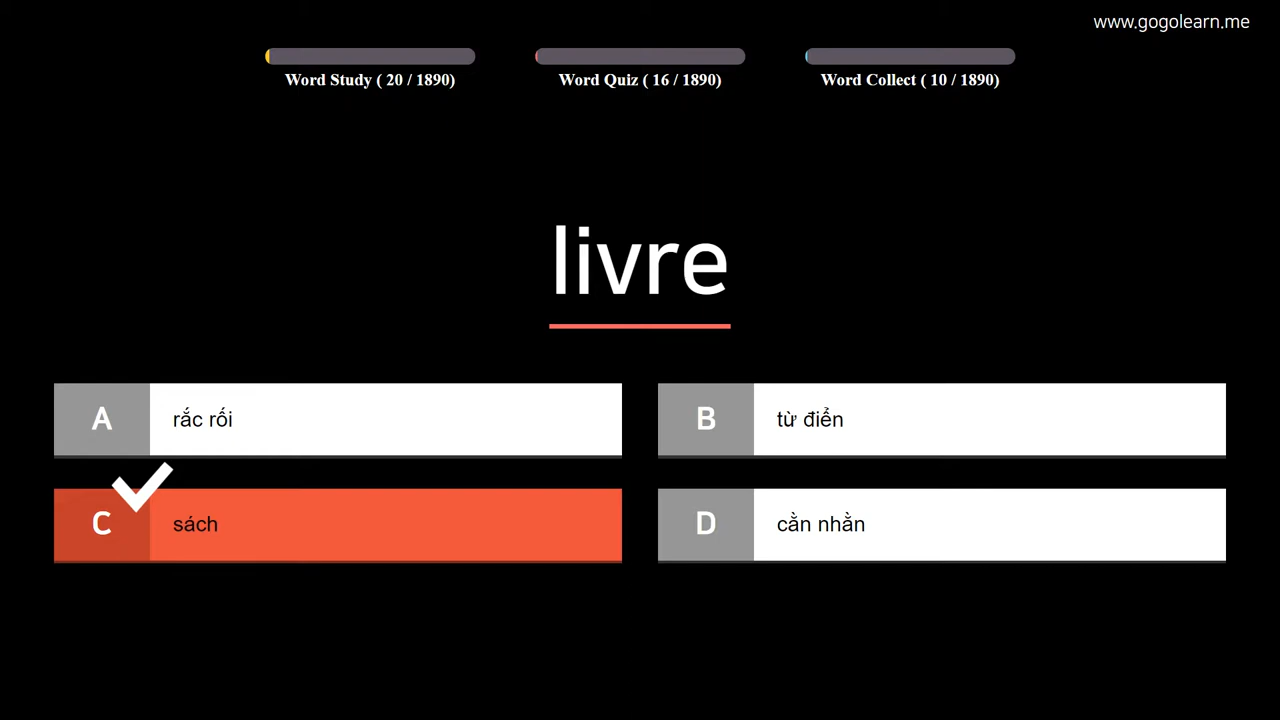 www.gogolearn.me
Word Study ( 20 / 1890)
Word Quiz ( 16 / 1890)
Word Collect ( 10 / 1890)
livre
A rắc rối
B từ điển
C sách
D cằn nhằn